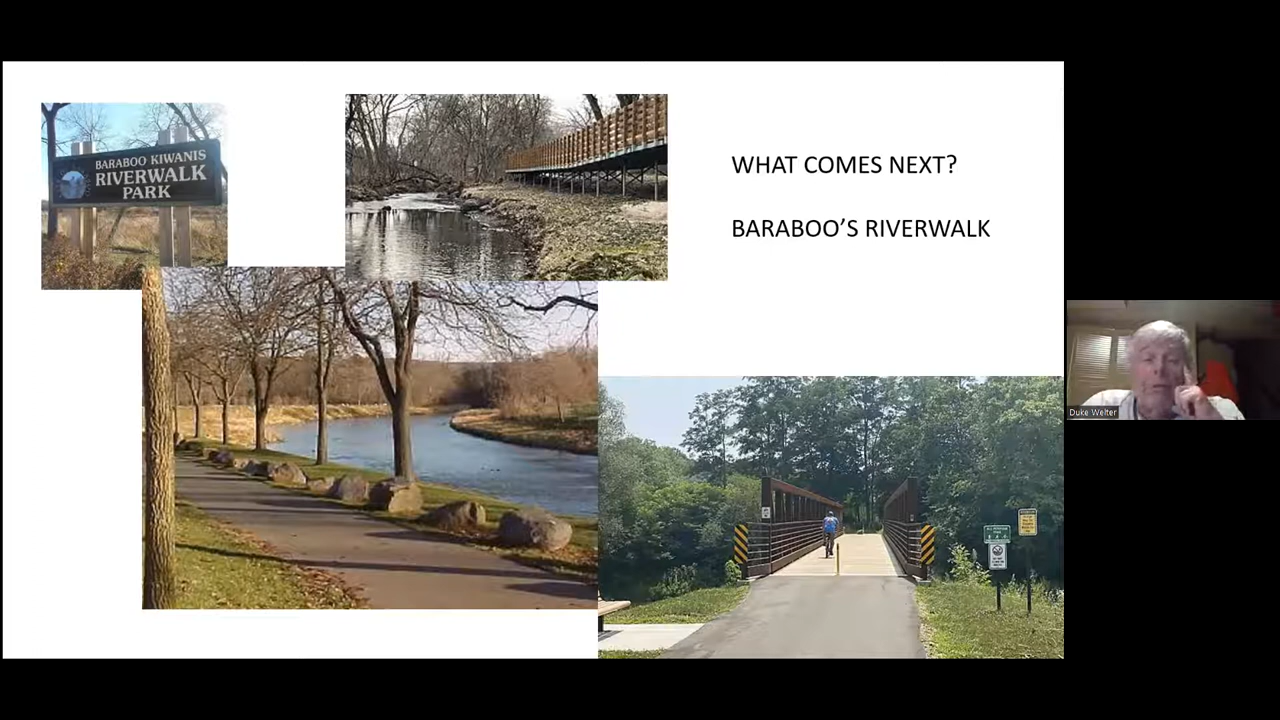 BARABOO KIWANIS
RIVERWALK
PARK
WHAT COMES NEXT?
BARABOO’S RIVERWALK
Duke Welter